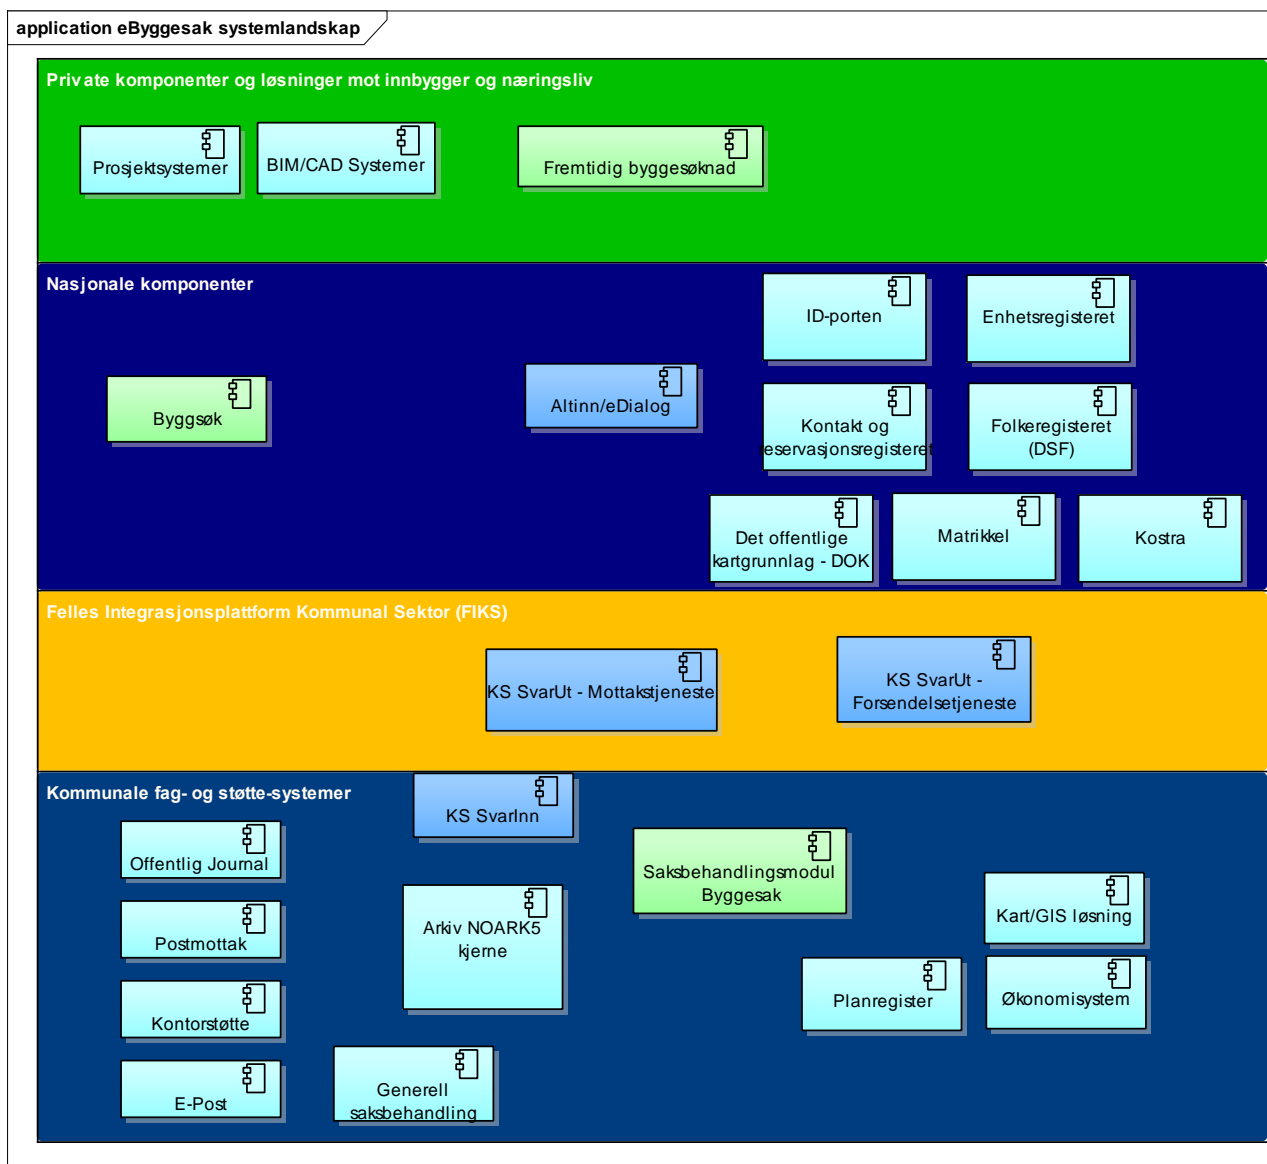 application eByggesak systemlandskap
Private komponenter og løsninger mot innbygger og næringsliv
Prosjektsystemer
BIM/CAD Systemer
Fremtidig byggesøknad
Nasjonale komponenter
ID-porten
Enhetsregisteret
Byggsøk
Altinn/eDialog
Kontakt og
reservasjonsregisteret
Folkeregisteret
(DSF)
Det offentlige
kartgrunnlag - DOK
Matrikkel
Kostra
Felles Integrasjonsplattform Kommunal Sektor (FIKS)
KS SvarUt - Mottakstjeneste
KS SvarUt -
Forsendelsetjeneste
Kommunale fag- og støtte-systemer
KS SvarInn
Offentlig Journal
Saksbehandlingsmodul
Byggesak
Arkiv NOARK5
kjerne
Kart/GIS løsning
Postmottak
Planregister
Økonomisystem
Kontorstøtte
E-Post
Generell
saksbehandling